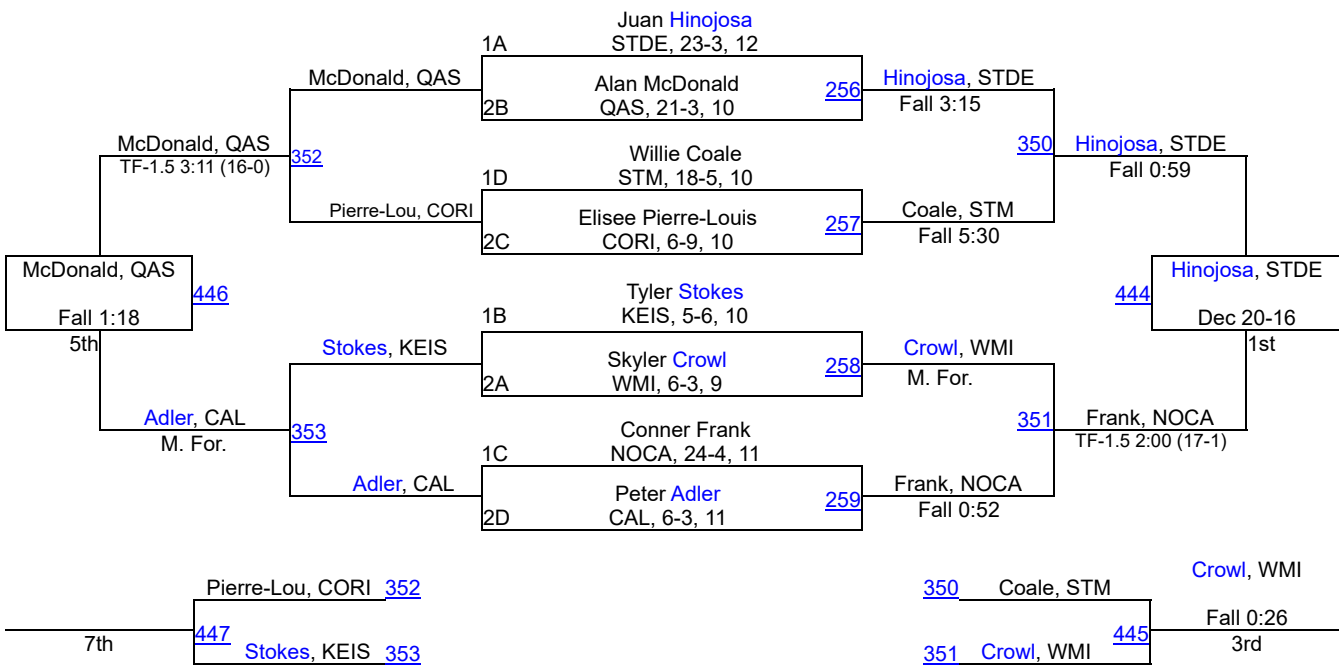 Juan Hinojosa
1A STDE, 23-3, 12
McDonald, QAS
Alan McDonald
256
Hinojosa, STDE
2B QAS, 21-3, 10
Fall 3:15
McDonald, QAS
352
TF-1.5 3:11 (16-0)
Willie Coale
350
Hinojosa, STDE
Fall 0:59
1D STM, 18-5, 10
Pierre-Lou, CORI
Elisee Pierre-Louis
257
Coale, STM
2C CORI, 6-9, 10
Fall 5:30
McDonald, QAS
446
Fall 1:18
5th
Hinojosa, STDE
444
Dec 20-16
1st
Tyler Stokes
1B KEIS, 5-6, 10
Stokes, KEIS
Skyler Crowl
258
Crowl, WMI
2A WMI, 6-3, 9
M. For.
Adler, CAL
353
M. For.
Conner Frank
351
Frank, NOCA
TF-1.5 2:00 (17-1)
1C NOCA, 24-4, 11
Adler, CAL
Peter Adler
259
Frank, NOCA
2D CAL, 6-3, 11
Fall 0:52
Pierre-Lou, CORI 352
447
7th
Stokes, KEIS 353
350 Coale, STM
Crowl, WMI
445
Fall 0:26
3rd
351 Crowl, WMI